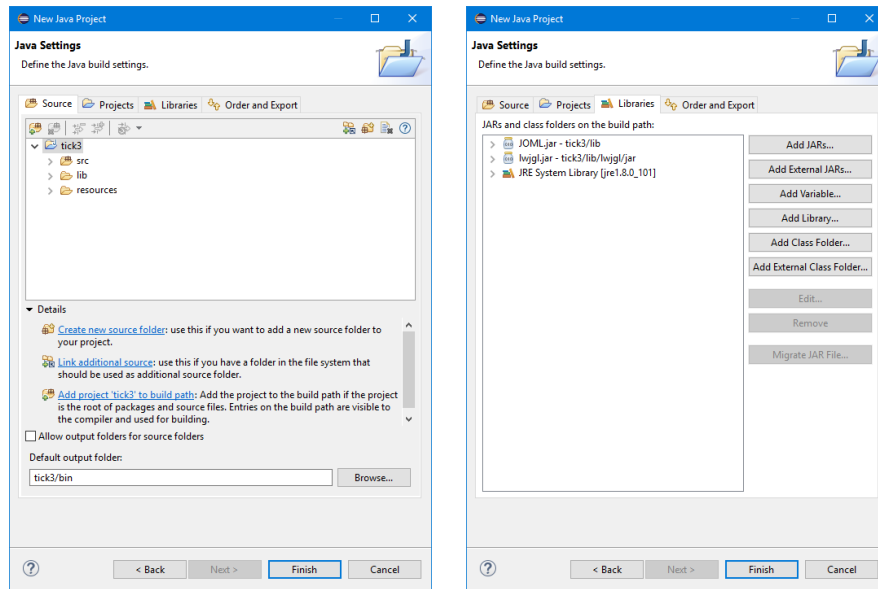 New Java Project
Java Settings
Define the Java build settings.
Source Projects Libraries Order and Export
tick3
src
lib
resources
Details
Create new source folder: use this if you want to add a new source folder to
your project.
Link additional source: use this if you have a folder in the file system that
should be used as additional source folder.
Add project 'tick3' to build path: Add the project to the build path if the project
is the root of packages and source files. Entries on the build path are visible to
the compiler and used for building.
Allow output folders for source folders
Default output folder:
tick3/bin
Browse...
< Back
Next >
Finish
Cancel
New Java Project
Java Settings
Define the Java build settings.
Source Projects Libraries Order and Export
JARs and class folders on the build path:
JOML.jar - tick3/lib
lwjgl.jar - tick3/lib/lwjgl/jar
JRE System Library [jre1.8.0_101]
Add JARs...
Add External JARs...
Add Variable...
Add Library...
Add Class Folder...
Add External Class Folder...
Edit...
Remove
Migrate JAR File...
< Back
Next >
Finish
Cancel